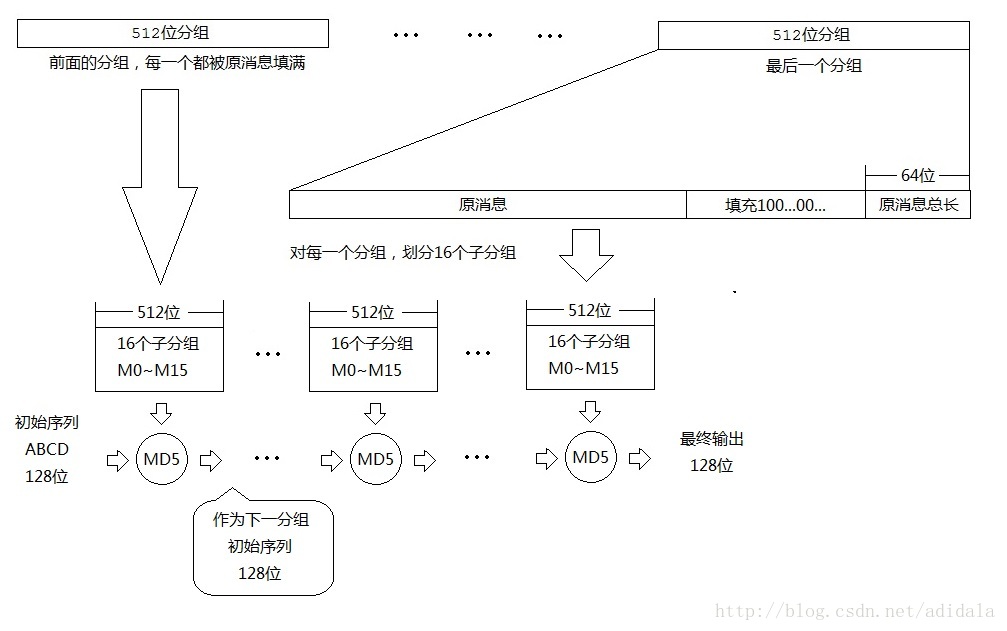 512位分组
... ... ...
512位分组
前面的分组，每一个都被原消息填满
最后一个分组
64位
原消息
填充100...00...
原消息总长
对每一个分组，划分16个子分组
512位
512位
512位
16个子分组
M0~M15
...
16个子分组
M0~M15
...
16个子分组
M0~M15
初始序列
ABCD
128位
MD5
...
MD5
...
MD5
最终输出
128位
作为下一分组
初始序列
128位
http://blog.csdn.net/adidala